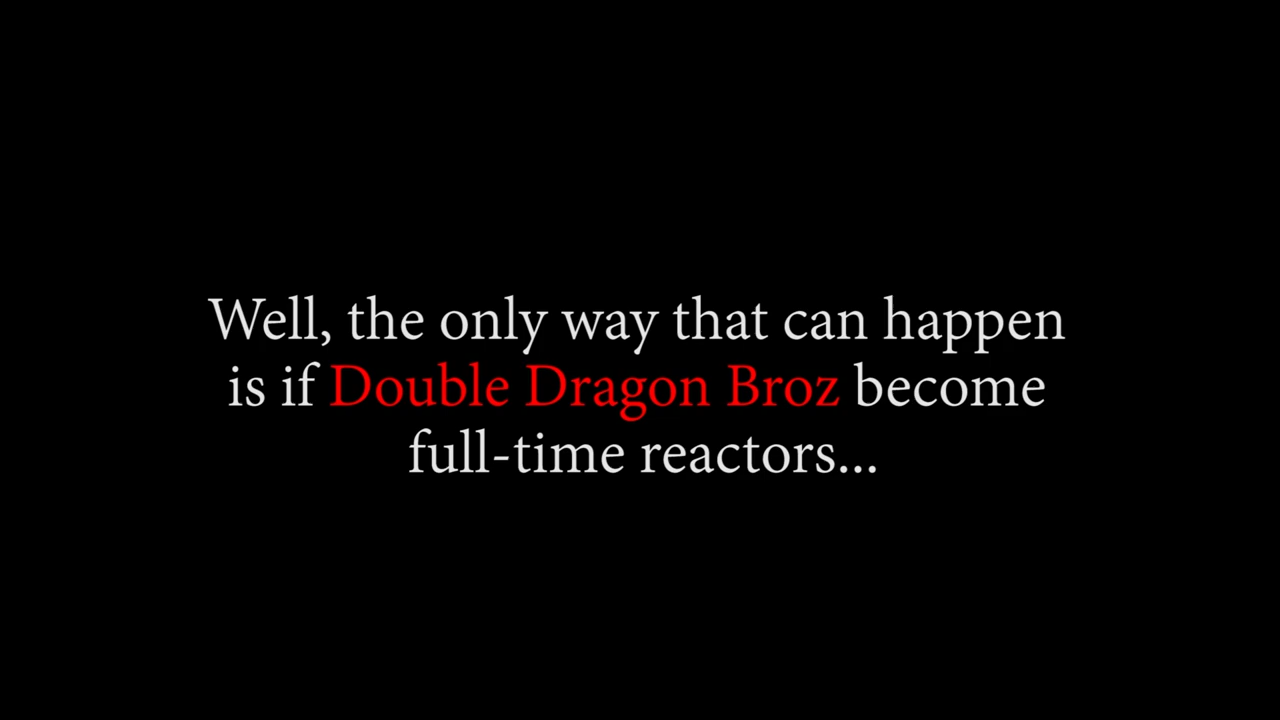 Well, the only way that can happen
is if Double Dragon Broz become
full-time reactors...